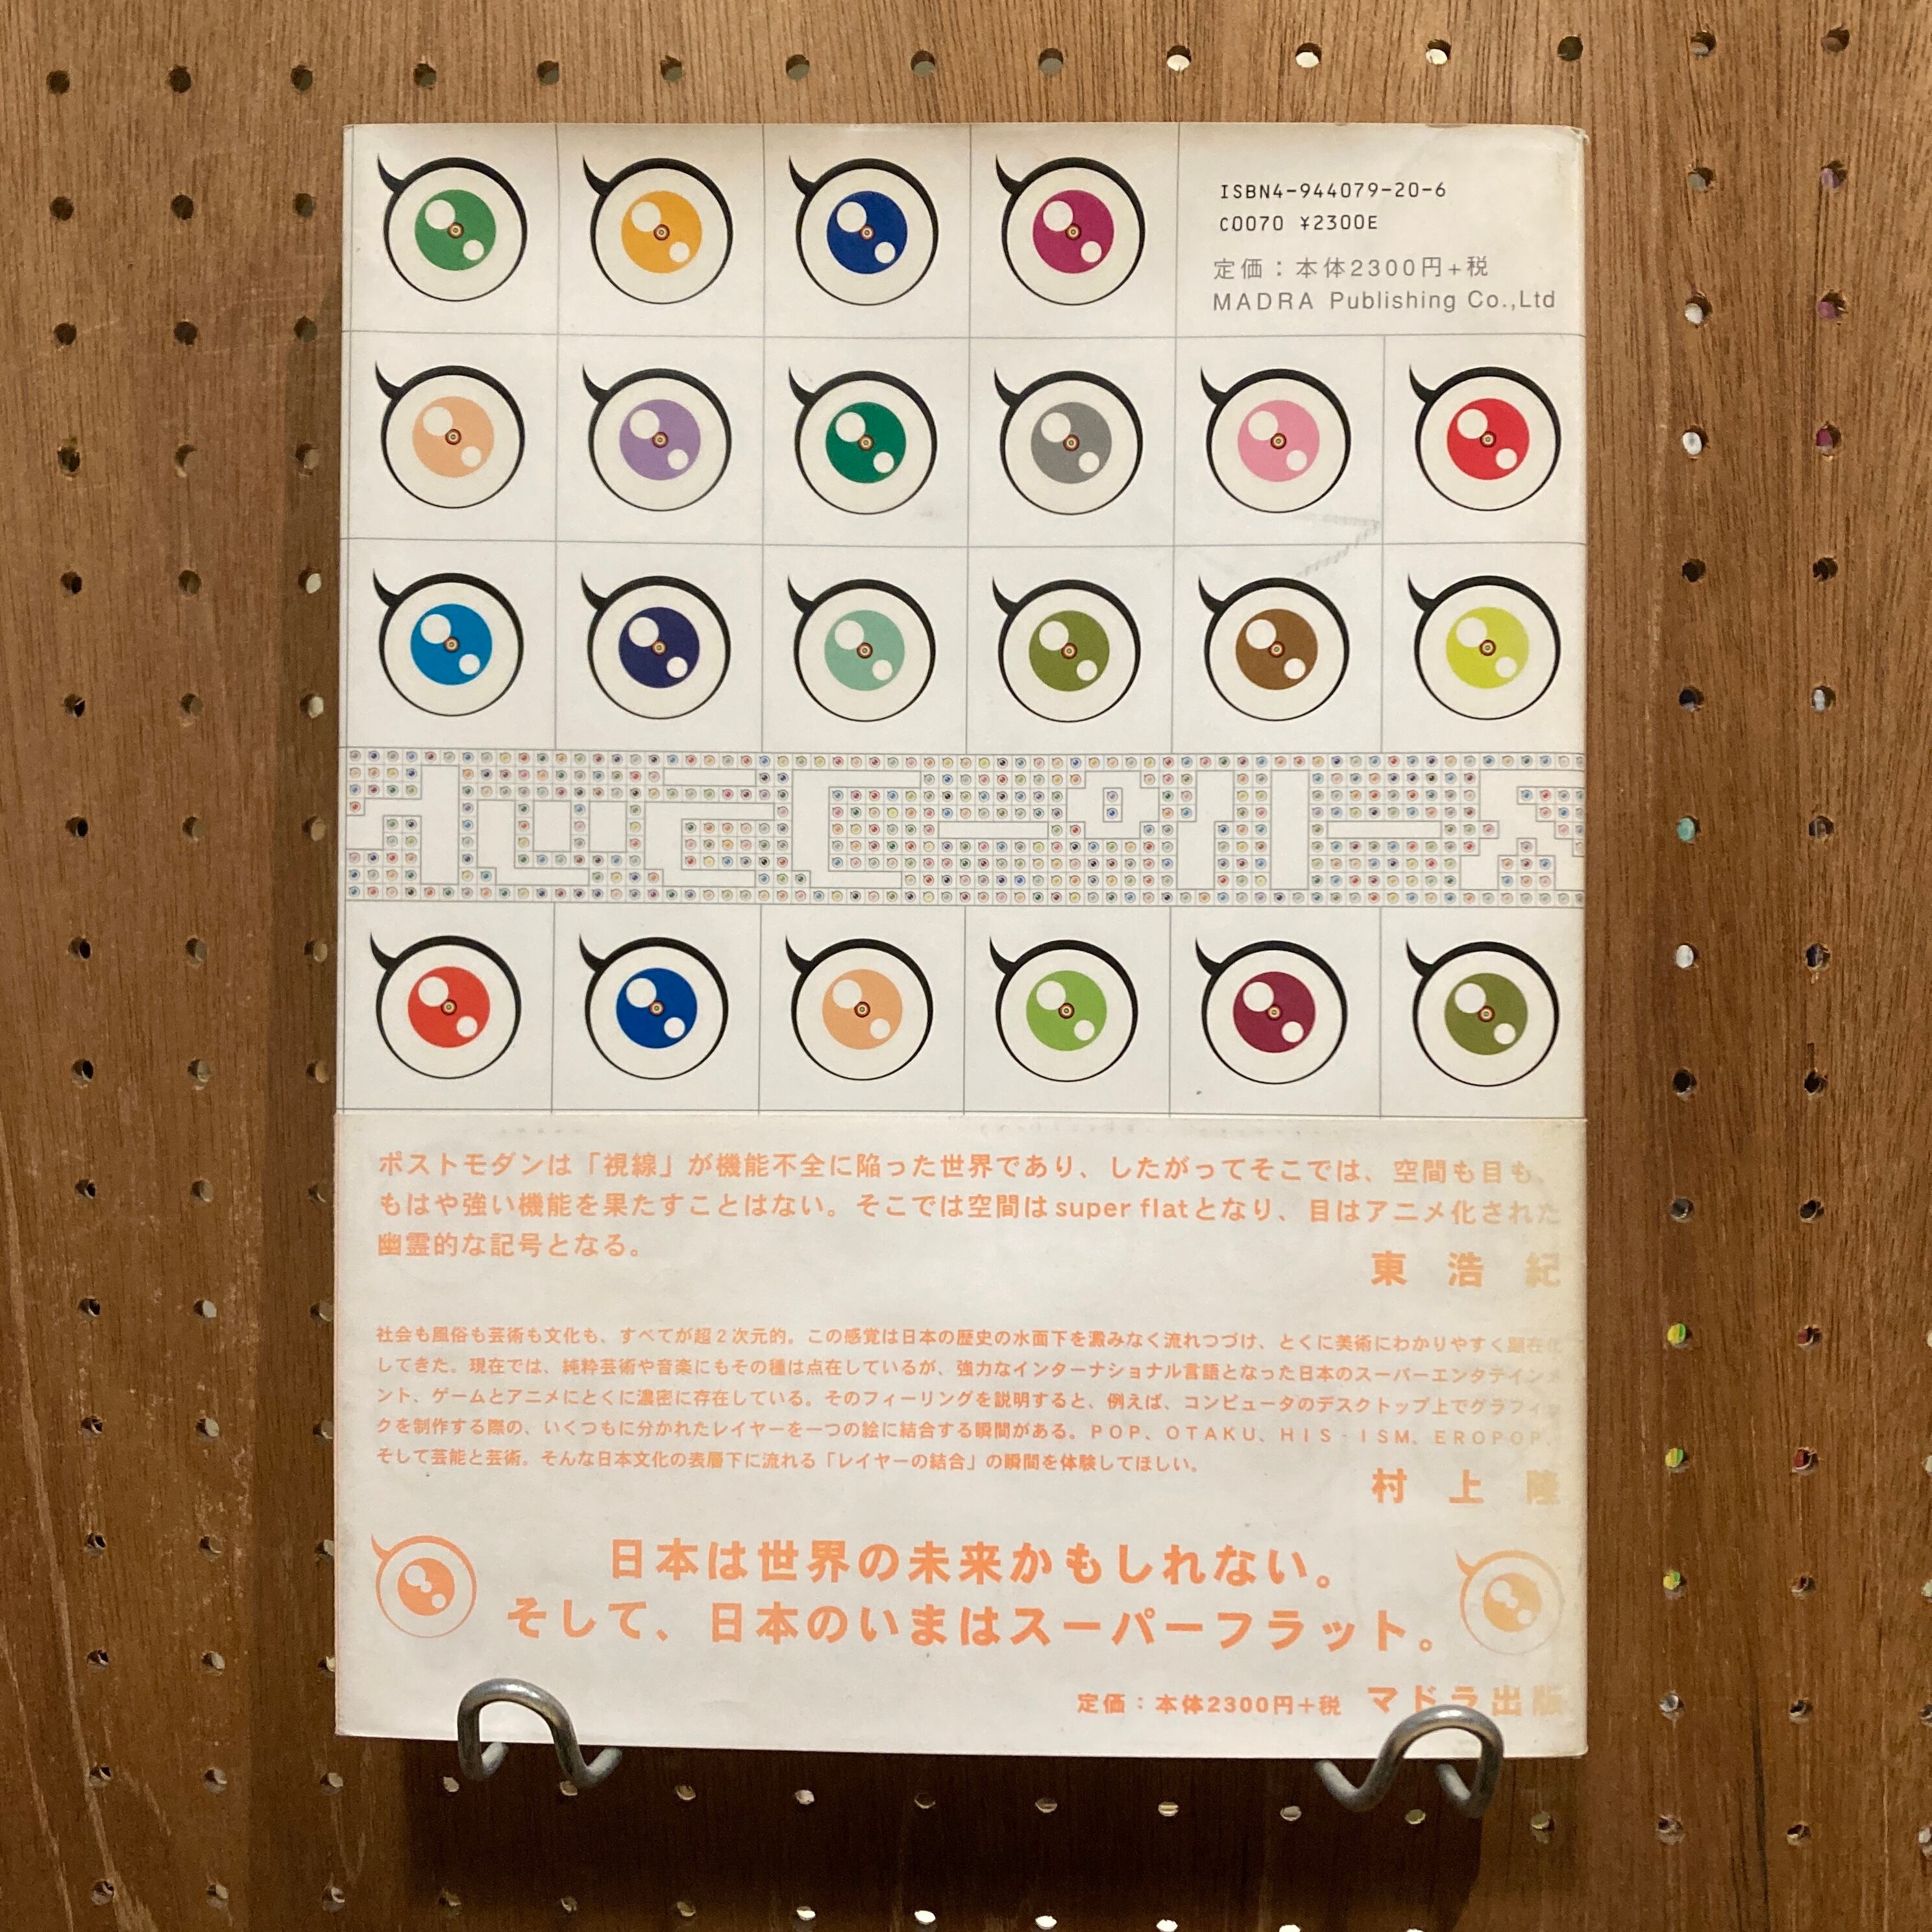 ISBN4-944079-20-6
C0070 ¥2300E
定価：本体2300円+税
MADRA Publishing Co.,Ltd
ポストモダンは「視線」が機能不全に陥った世界であり、したがってそこでは、空間も目も、
もはや強い機能を果たすことはない。そこでは空間はsuper flatとなり、目はアニメ化された
幽霊的な記号となる。
東 浩 紀
社会も風俗も芸術も文化も、すべてが超2次元的。この感覚は日本の歴史の水面下を澱みなく流れつづけ、とくに美術にわかりやすく顕在化
してきた。現在では、純粋芸術や音楽にもその種は点在しているが、強力なインターナショナル言語となった日本のスーパーエンタテインメ
ント、ゲームとアニメにとくに濃密に存在している。そのフィーリングを説明すると、例えば、コンピュータのデスクトップ上でグラフィッ
クを制作する際の、いくつもに分かれたレイヤーを一つの絵に結合する瞬間がある。POP、OTAKU、HIS-ISM、EROPOP、
そして芸能と芸術。そんな日本文化の表層下に流れる「レイヤーの結合」の瞬間を体験してほしい。
村 上 隆
日本は世界の未来かもしれない。
そして、日本のいまはスーパーフラット。
定価：本体2300円+税 マドラ出版